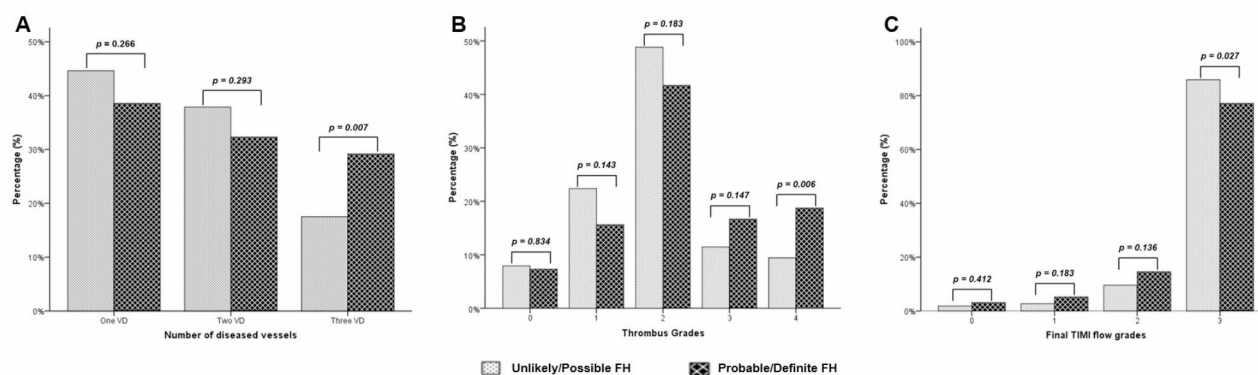 A
p = 0.266
p = 0.293
p = 0.007
50%
40%
30%
20%
10%
0%
Percentage (%)
One VD
Two VD
Three VD
Number of diseased vessels
B
p = 0.834
p = 0.143
p = 0.183
p = 0.147
p = 0.006
50%
40%
30%
20%
10%
0%
Percentage (%)
0
1
2
3
4
Thrombus Grades
C
p = 0.412
p = 0.183
p = 0.136
p = 0.027
100%
80%
60%
40%
20%
0%
Percentage (%)
0
1
2
3
Final TIMI flow grades
Unlikely/Possible FH
Probable/Definite FH